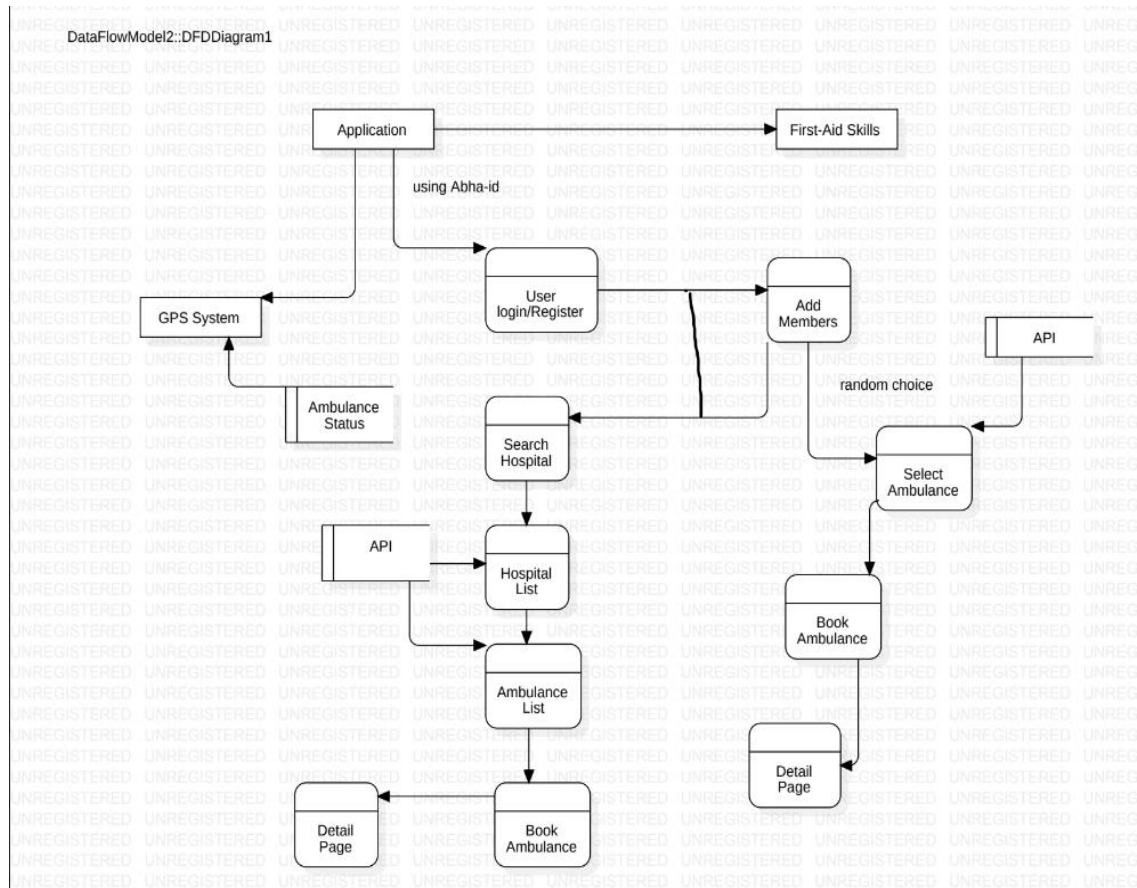 DataFlowModel2::DFDDiagram1
Application
First-Aid Skills
using Abha-id
User
login/Register
Add
Members
GPS System
API
Ambulance
Status
random choice
Search
Hospital
Select
Ambulance
API
Hospital
List
Book
Ambulance
Ambulance
List
Detail
Page
Detail
Page
Book
Ambulance
UNREGISTERED